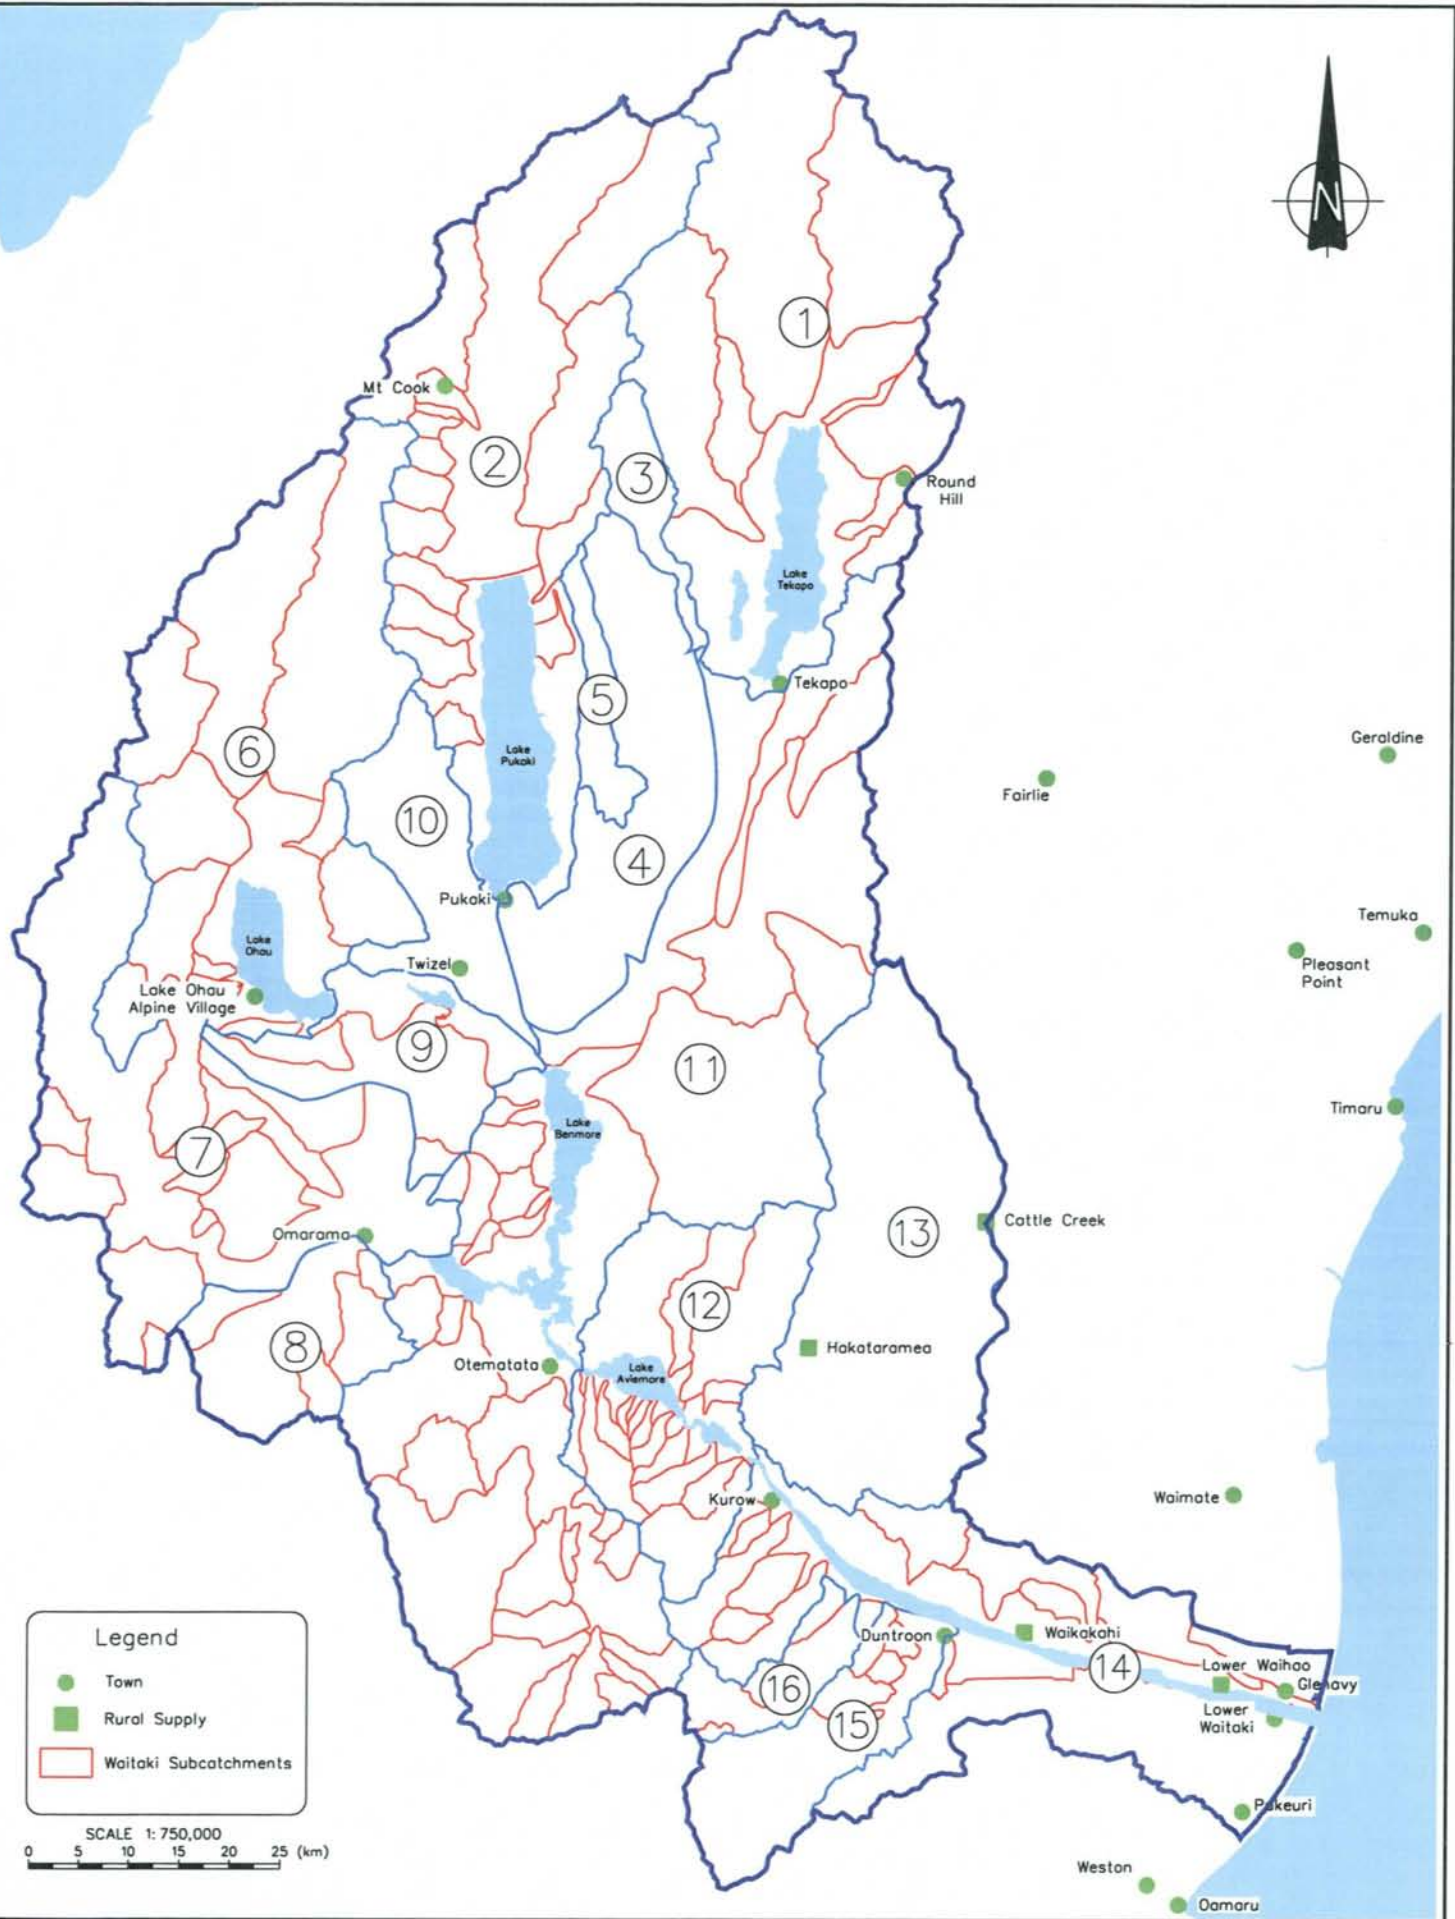 N
1
Mt Cook
2
3
Round
Hill
Lake
Tekapo
Tekapo
5
6
Lake
Pukaki
Geraldine
Fairlie
10
4
Pukaki
Temuka
Lake
Ohau
Twizel
Pleasant
Point
Lake Ohau
Alpine Village
9
11
Timaru
Lake
Benmore
7
Cattle Creek
13
Omarama
12
8
Hakataramea
Otematata
Lake
Aviemore
Kurow
Waimate
Duntroon
Waikakahi
14
Lower Waihao
Glenavy
Lower
Waitaki
16
15
Pukeuri
Weston
Oamaru
Legend
Town
Rural Supply
Waitaki Subcatchments
SCALE 1: 750,000
0 5 10 15 20 25 (km)